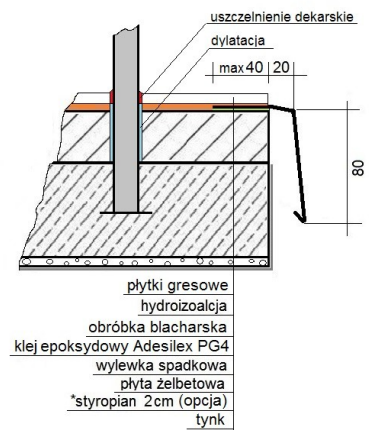 uszczelnienie dekarskie
dylatacja
max 40 20
80
płytki gresowe
hydroizoalcja
obróbka blacharska
klej epoksydowy Adesilex PG4
wylewka spadkowa
płyta żelbetowa
*styropian 2cm (opcja)
tynk